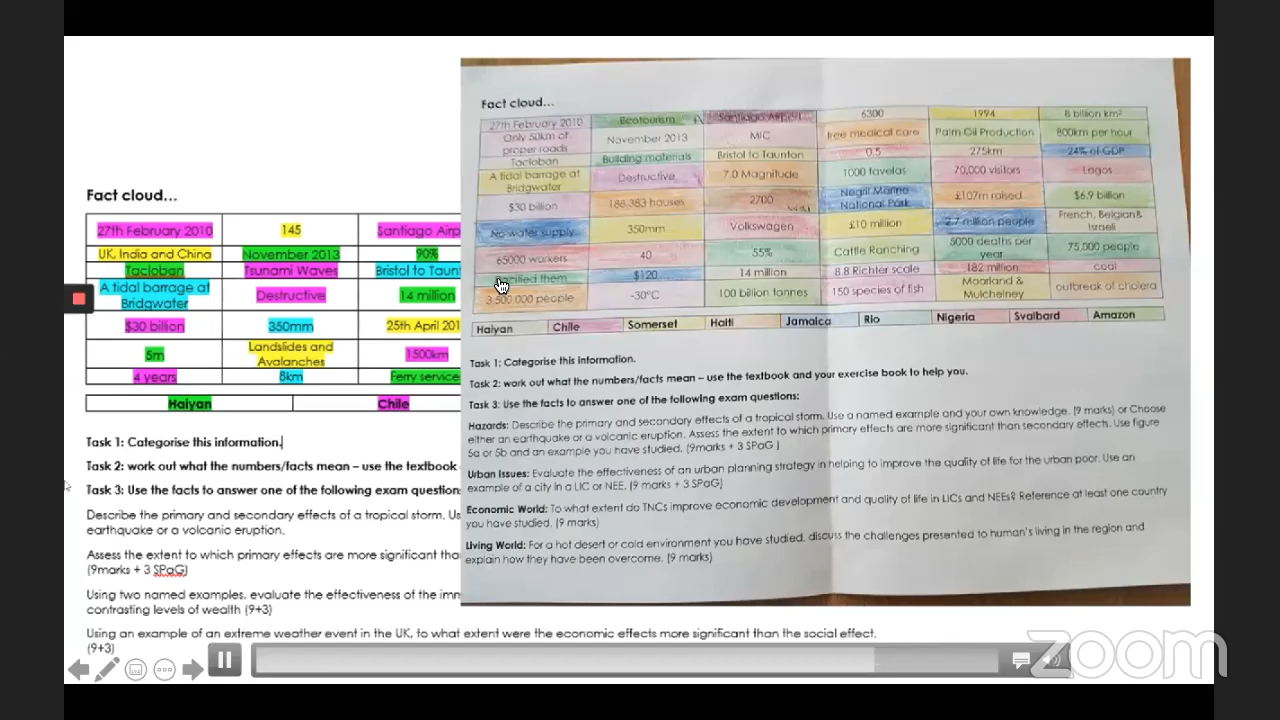 Fact cloud...
27th February 2010 145 Santiago Airp
UK, India and China November 2013 90%
Tacloban Tsunami Waves Bristol to Taunt
A tidal barrage at Bridgwater Destructive 14 million
$30 billion 350mm 25th April 201
5m Landslides and Avalanches 1500km
4 years 8km Ferry service
Haiyan Chile
Task 1: Categorise this information.
Task 2: work out what the numbers/facts mean – use the textbook
Task 3: Use the facts to answer one of the following exam question
Describe the primary and secondary effects of a tropical storm. Us
earthquake or a volcanic eruption.
Assess the extent to which primary effects are more significant tha
(9marks + 3 SPaG)
Using two named examples, evaluate the effectiveness of the imm
contrasting levels of wealth (9+3)
Using an example of an extreme weather event in the UK, to what extent were the economic effects more significant than the social effect.
(9+3)
Fact cloud...
27th February 2010 Ecotourism Santiago Airport 6300 1994 8 billion km²
Only 50km of proper roads November 2013 MIC free medical care Palm Oil Production 800km per hour
Tacloban Building materials Bristol to Taunton 0.5 275km 24% of GDP
A tidal barrage at Bridgwater Destructive 7.0 Magnitude 1000 favelas 70,000 visitors Lagos
$30 billion 188,383 houses 2700 Negril Marine National Park £107m raised $6.9 billion
No water supply 350mm Volkswagen £10 million 2.7 million people French, Belgian& Israeli
65000 workers 40 55% Cattle Ranching 5000 deaths per year 75,000 people
them $120 14 million 8.8 Richter scale 182 million coal
3,500,000 people -30°C 100 billion tonnes 150 species of fish Moorland & Mulchelney outbreak of cholera
Haiyan Chile Somerset Haiti Jamaica Rio Nigeria Svalbard Amazon
Task 1: Categorise this information.
Task 2: work out what the numbers/facts mean – use the textbook and your exercise book to help you.
Task 3: Use the facts to answer one of the following exam questions:
Hazards: Describe the primary and secondary effects of a tropical storm. Use a named example and your own knowledge. (9 marks) or Choose
either an earthquake or a volcanic eruption. Assess the extent to which primary effects are more significant than secondary effects. Use figure
5a or 5b and an example you have studied. (9marks + 3 SPaG )
Urban Issues: Evaluate the effectiveness of an urban planning strategy in helping to improve the quality of life for the urban poor. Use an
example of a city in a LIC or NEE. (9 marks + 3 SPaG)
Economic World: To what extent do TNCs improve economic development and quality of life in LICs and NEEs? Reference at least one country
you have studied. (9 marks)
Living World: For a hot desert or cold environment you have studied, discuss the challenges presented to human's living in the region and
explain how they have been overcome. (9 marks)
zoom